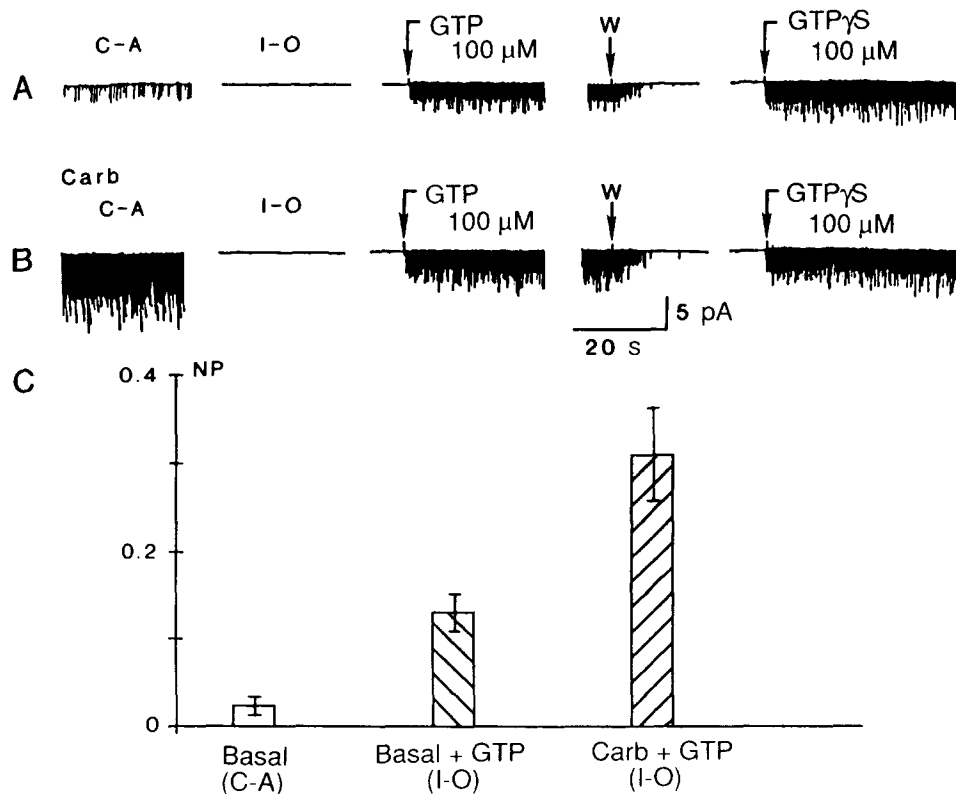 A
C-A
I-O
GTP
100 μM
W
GTPγS
100 μM
B
Carb
C-A
I-O
GTP
100 μM
W
GTPγS
100 μM
5 pA
20 s
C
NP
0.4
0.2
0
Basal
(C-A)
Basal + GTP
(I-O)
Carb + GTP
(I-O)